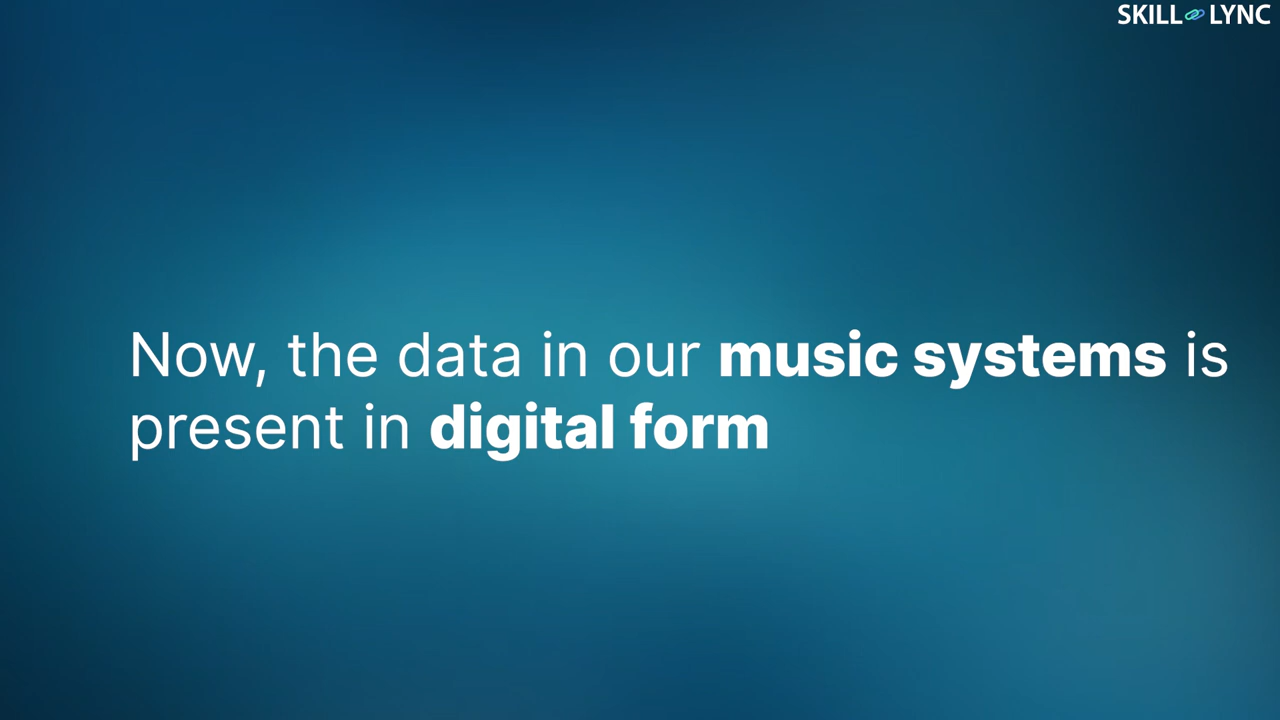 SKILL LYNC
Now, the data in our music systems is
present in digital form